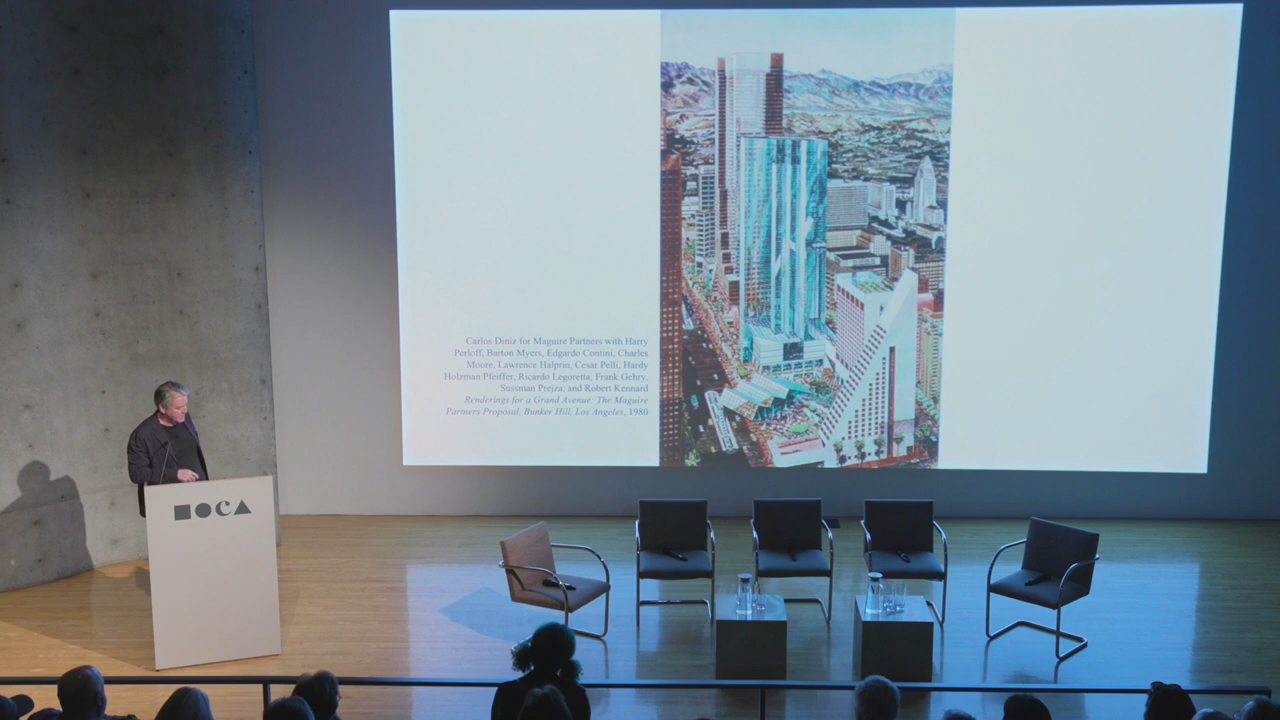 Carlos Diniz for Maguire Partners with Harry
Perloff, Barton Myers, Edgardo Contini, Charles
Moore, Lawrence Halprin, Cesar Pelli, Hardy
Holzman Pfeiffer, Ricardo Legorreta, Frank Gehry,
Sussman Prejza, and Robert Kennard
Renderings for a Grand Avenue: The Maguire
Partners Proposal, Bunker Hill, Los Angeles, 1980
MOCA